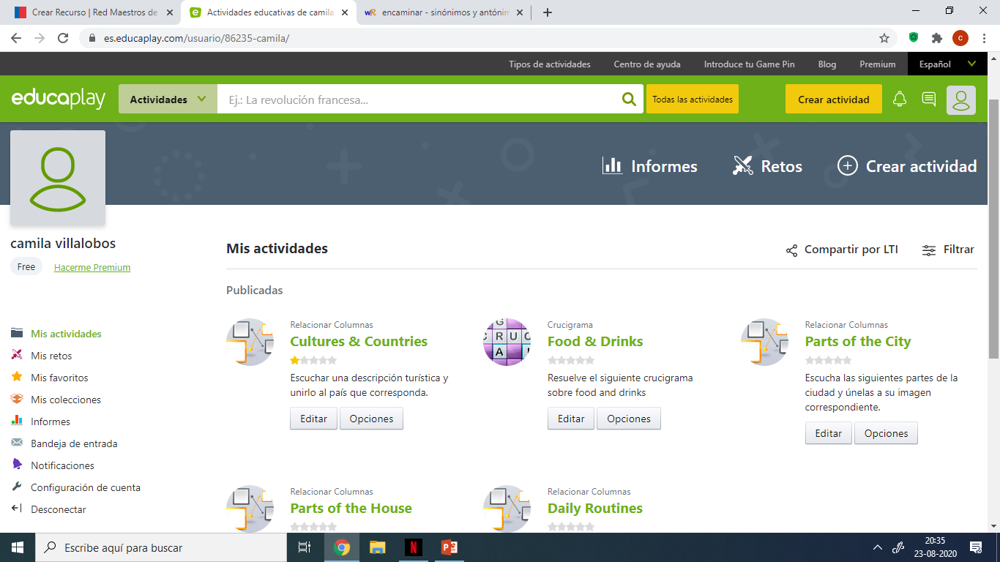 Crear Recurso | Red Maestros de
Actividades educativas de camila
wR encaminar - sinónimos y antónim
es.educaplay.com/usuario/86235-camila/
c
Tipos de actividades Centro de ayuda Introduce tu Game Pin Blog Premium Español
educaplay Actividades Ej.: La revolución francesa... Todas las actividades Crear actividad
Informes Retos Crear actividad
camila villalobos
Free Hacerme Premium
Mis actividades
Mis retos
Mis favoritos
Mis colecciones
Informes
Bandeja de entrada
Notificaciones
Configuración de cuenta
Desconectar
Mis actividades Compartir por LTI Filtrar
Publicadas
Relacionar Columnas
Cultures & Countries
Escuchar una descripción turística y
unirlo al país que corresponda.
Editar Opciones
Crucigrama
Food & Drinks
Resuelve el siguiente crucigrama
sobre food and drinks
Editar Opciones
Relacionar Columnas
Parts of the City
Escucha las siguientes partes de la
ciudad y únelas a su imagen
correspondiente.
Editar Opciones
Relacionar Columnas
Parts of the House
Relacionar Columnas
Daily Routines
Escribe aquí para buscar
20:35
23-08-2020